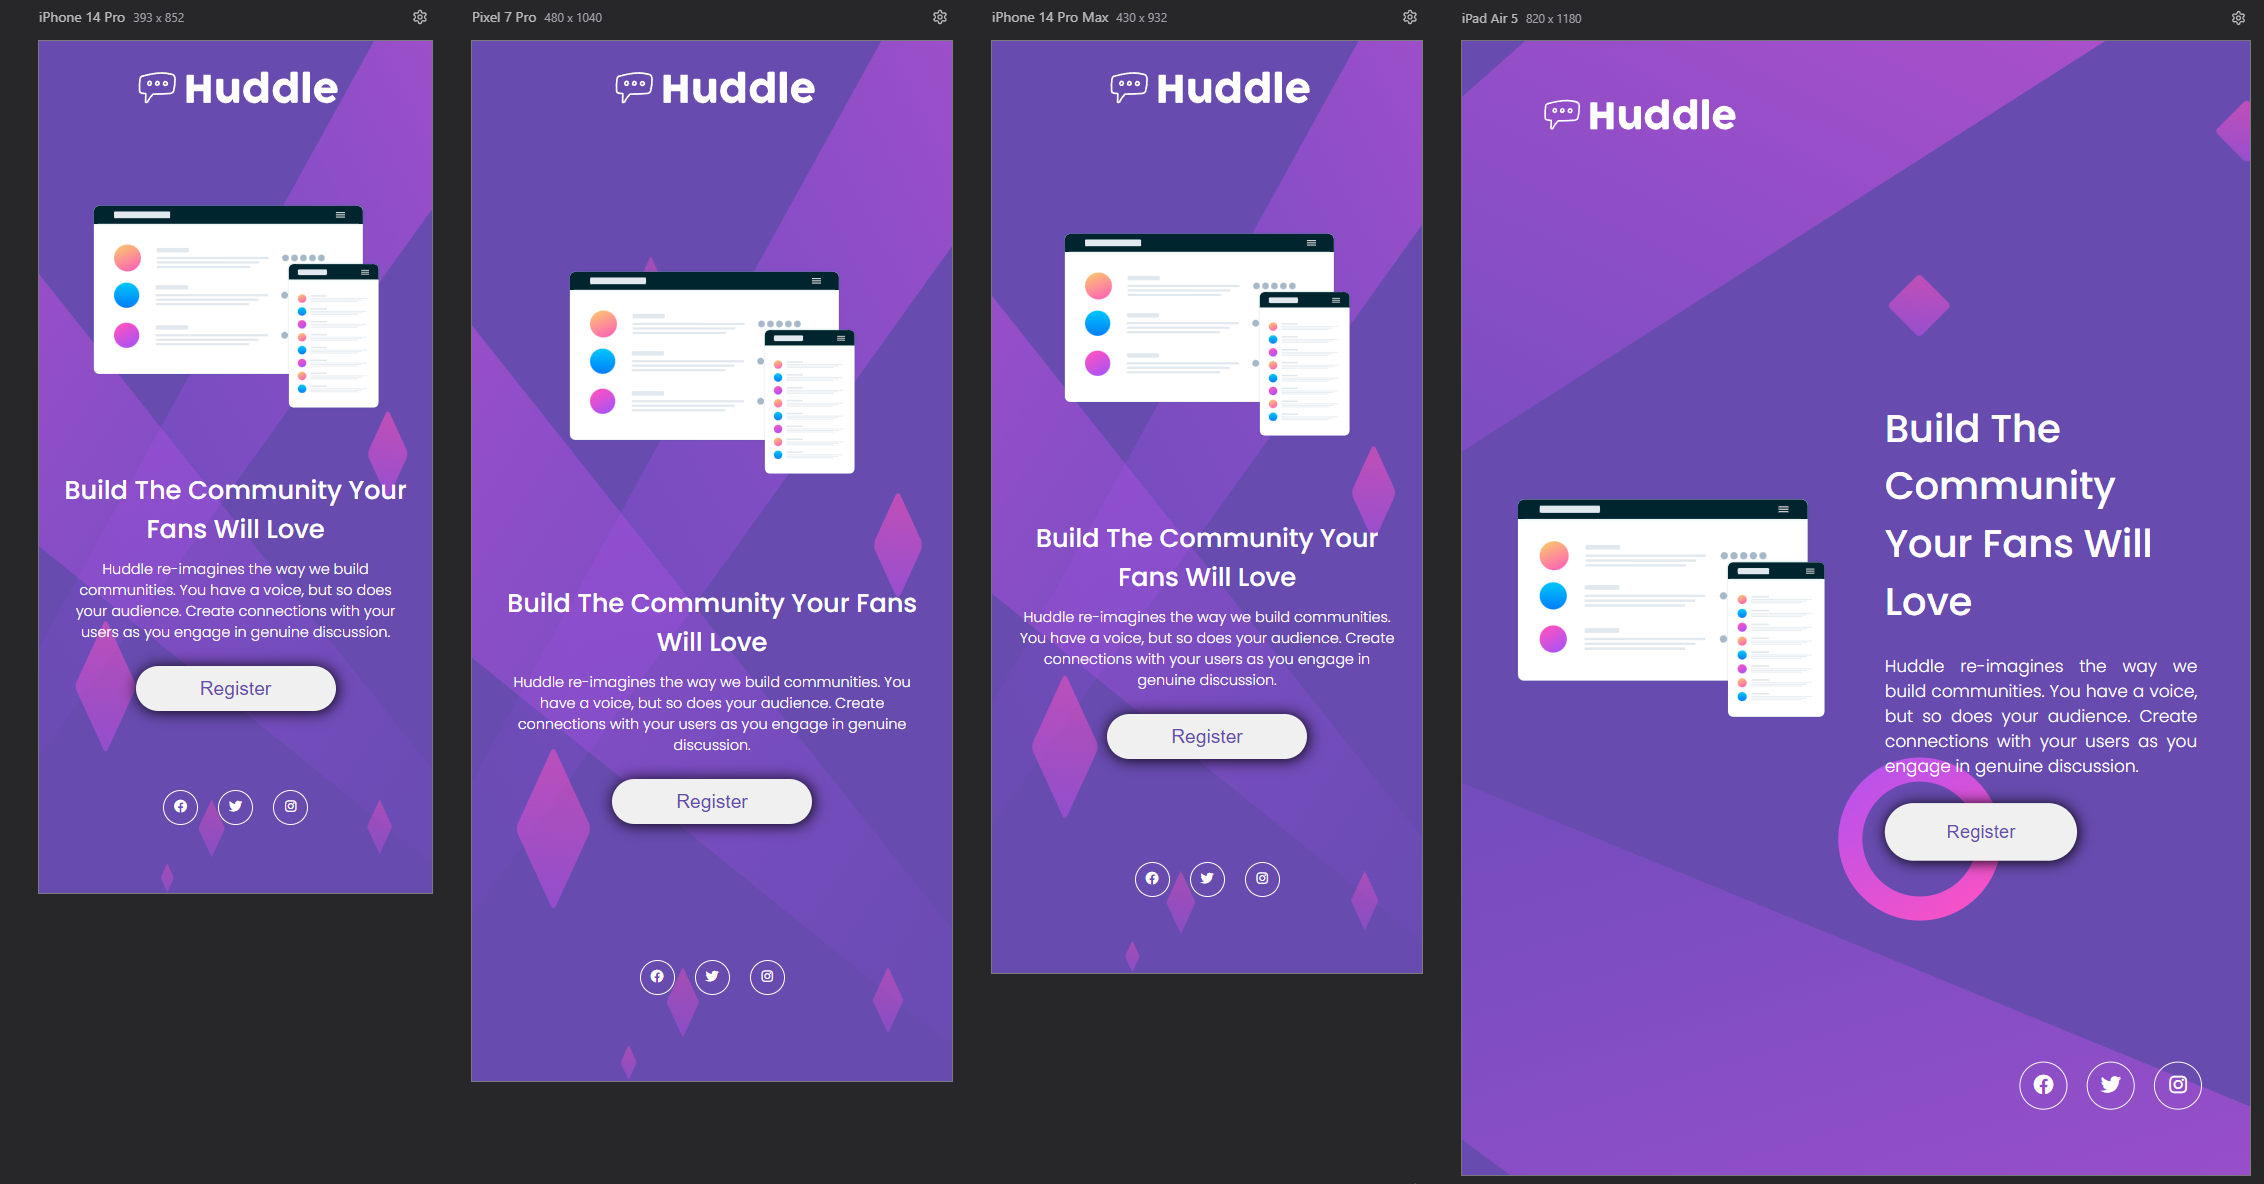 iPhone 14 Pro 393 x 852
Huddle
Build The Community Your
Fans Will Love
Huddle re-imagines the way we build
communities. You have a voice, but so does
your audience. Create connections with your
users as you engage in genuine discussion.
Register
Pixel 7 Pro 480 x 1040
Huddle
Build The Community Your Fans
Will Love
Huddle re-imagines the way we build communities. You
have a voice, but so does your audience. Create
connections with your users as you engage in genuine
discussion.
Register
iPhone 14 Pro Max 430 x 932
Huddle
Build The Community Your
Fans Will Love
Huddle re-imagines the way we build communities.
You have a voice, but so does your audience. Create
connections with your users as you engage in
genuine discussion.
Register
iPad Air 5 820 x 1180
Huddle
Build The
Community
Your Fans Will
Love
Huddle re-imagines the way we
build communities. You have a voice,
but so does your audience. Create
connections with your users as you
engage in genuine discussion.
Register